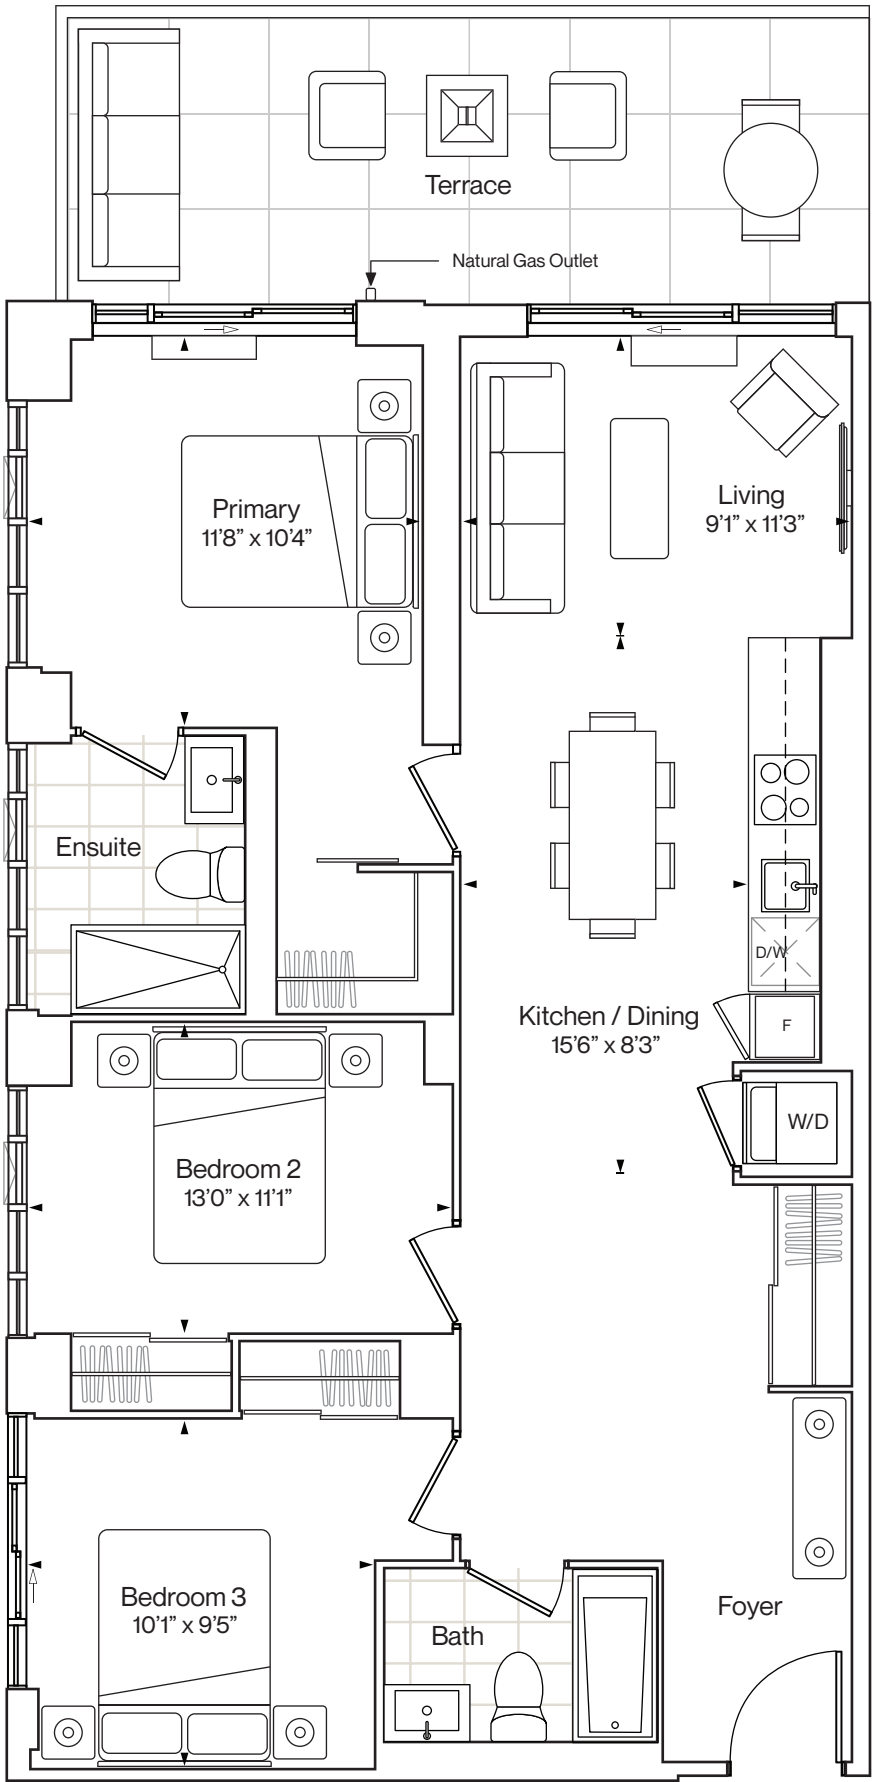 Terrace
Natural Gas Outlet
Primary
11’8” x 10’4”
Living
9’1” x 11’3”
Ensuite
D/W
Kitchen / Dining
15’6” x 8’3”
F
W/D
Bedroom 2
13’0” x 11’1”
Bedroom 3
10’1” x 9’5”
Foyer
Bath